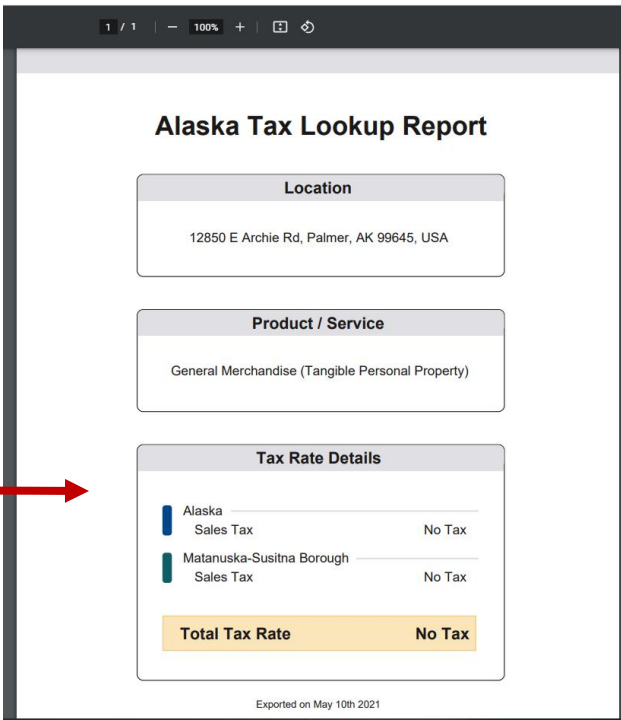 1 / 1 | — 100% + |
Alaska Tax Lookup Report
Location
12850 E Archie Rd, Palmer, AK 99645, USA
Product / Service
General Merchandise (Tangible Personal Property)
Tax Rate Details
Alaska
Sales Tax No Tax
Matanuska-Susitna Borough
Sales Tax No Tax
Total Tax Rate No Tax
Exported on May 10th 2021